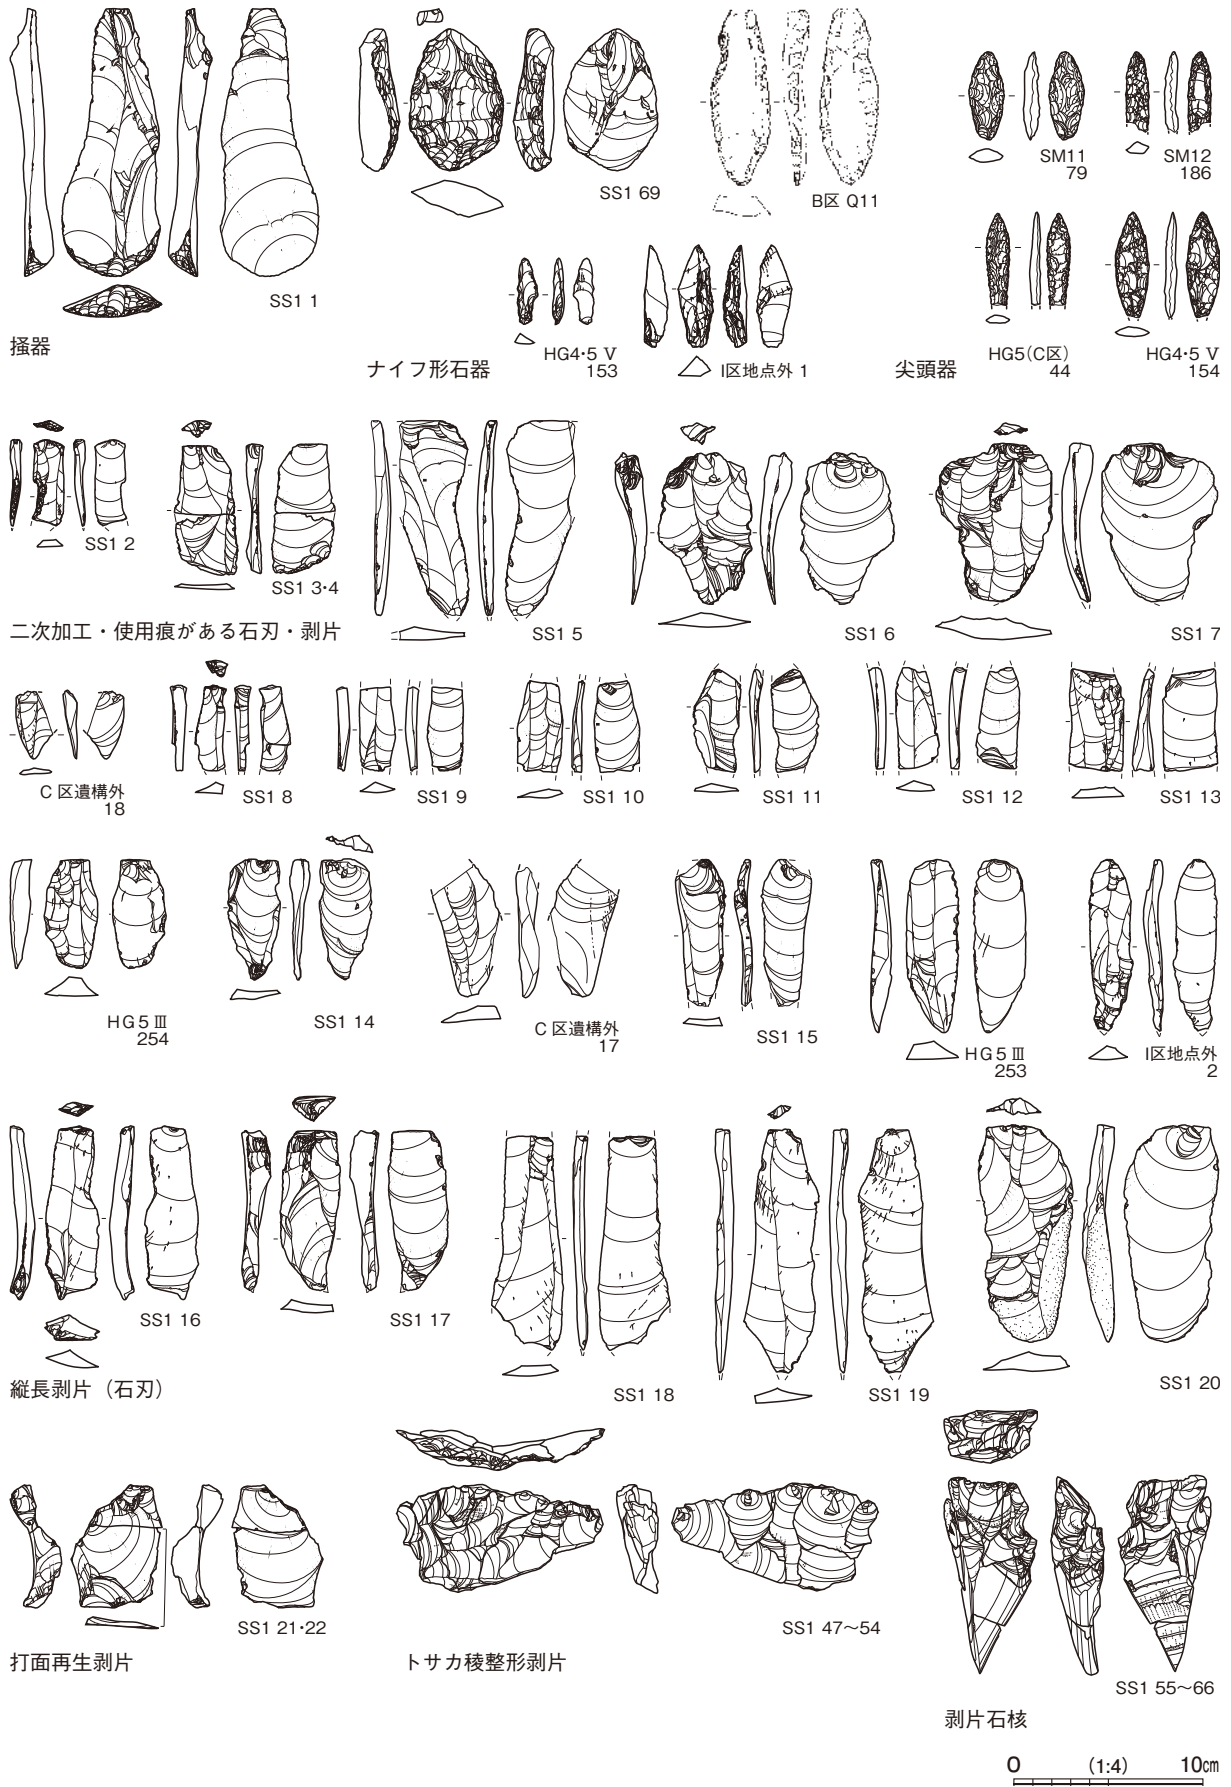 SS1 1
掻器
SS1 69
B区 Q11
HG4・5 Ⅴ
153
I区地点外 1
ナイフ形石器
SM11
79
SM12
186
HG5(C区)
44
HG4・5 Ⅴ
154
尖頭器
SS1 2
SS1 3・4
SS1 5
SS1 6
SS1 7
二次加工・使用痕がある石刃・剥片
C 区遺構外
18
SS1 8
SS1 9
SS1 10
SS1 11
SS1 12
SS1 13
HG5Ⅲ
254
SS1 14
C 区遺構外
17
SS1 15
HG5Ⅲ
253
I区地点外
2
SS1 16
SS1 17
SS1 18
SS1 19
SS1 20
縦長剥片（石刃）
SS1 21・22
打面再生剥片
SS1 47〜54
トサカ稜整形剥片
SS1 55〜66
剥片石核
0 (1:4) 10㎝